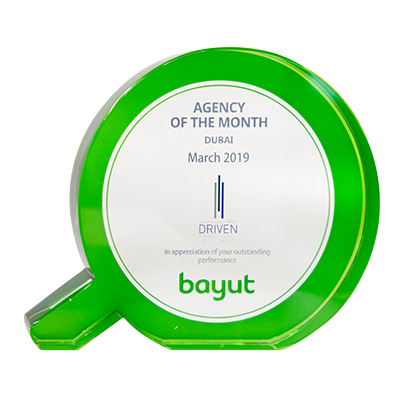 AGENCY
OF THE MONTH
DUBAI
March 2019
DRIVEN
In appreciation of your outstanding
performance
bayut